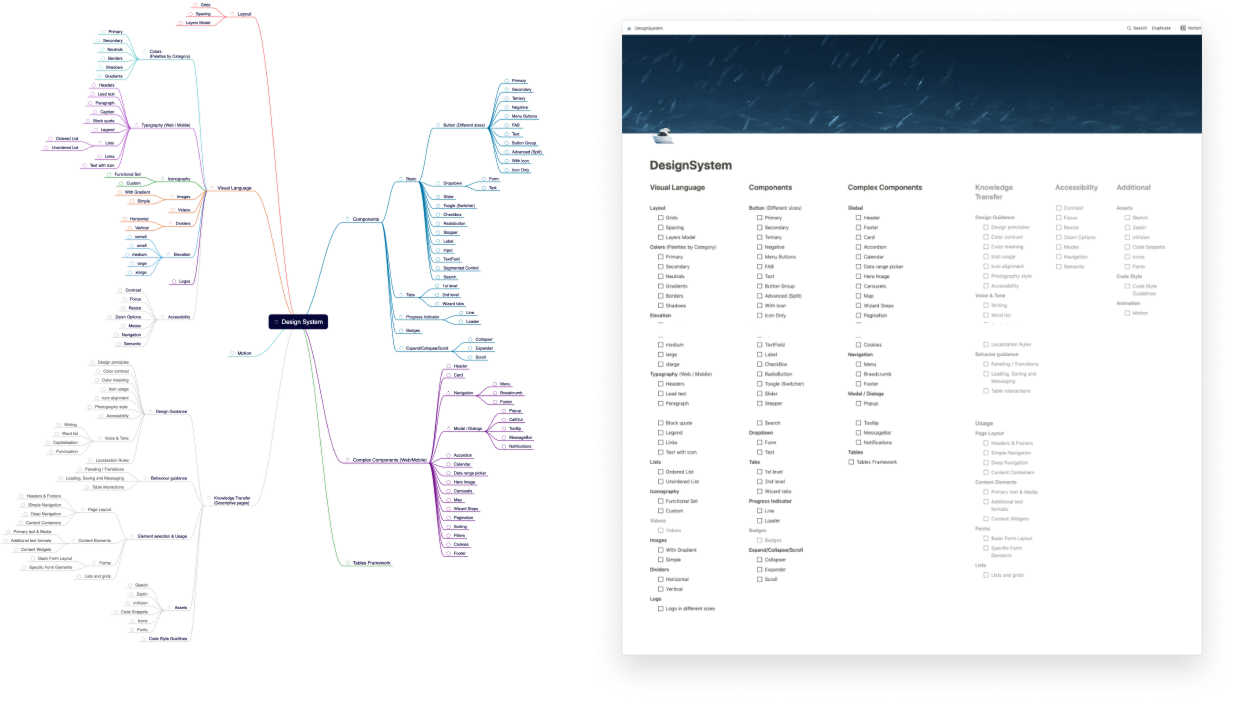 Grids
Spacing
Layers Model
Layout
Primary
Secondary
Neutrals
Borders
Shadows
Gradients
Colors
(Palettes by Category)
Headers
Lead text
Paragraph
Caption
Block quote
Legend
Ordered List
Unordered List
Lists
Links
Text with icon
Typography (Web / Mobile)
Functional Set
Custom
Iconography
With Gradient
Simple
Images
Videos
Horizontal
Vertical
Dividers
xsmall
small
medium
large
xlarge
Elevation
Logos
Contrast
Focus
Resize
Zoom Options
Modes
Navigation
Semantic
Accessibility
Visual Language
Motion
Design principles
Color contrast
Color meaning
Icon usage
Icon alignment
Photography style
Accessibility
Writing
Word list
Capitalisation
Punctuation
Voice & Tone
Design Guidance
Localization Rules
Paneling / Transitions
Loading, Saving and Messaging
Table interactions
Behaviour guidance
Headers & Footers
Simple Navigation
Deep Navigation
Content Containers
Page Layout
Primary text & Media
Additional text formats
Content Widgets
Content Elements
Basic Form Layout
Specific Form Elements
Forms
Lists and grids
Element selection & Usage
Sketch
Zeplin
InVision
Code Snippets
Icons
Fonts
Assets
Code Style Guidlines
Knowledge Transfer
(Descriptive pages)
Design System
Components
Basic
Button (Different sizes)
Primary
Secondary
Tetriary
Negative
Menu Buttons
FAB
Text
Button Group
Advanced (Split)
With Icon
Icon Only
Dropdown
Form
Text
Slider
Toogle (Switcher)
Checkbox
Radiobutton
Stepper
Label
Input
TextField
Segmented Control
Search
Tabs
1st level
2nd level
Wizard tabs
Progress Indicator
Line
Loader
Badges
Expand/Collapse/Scroll
Collapser
Expander
Scroll
Complex Components (Web/Mobile)
Header
Card
Navigation
Menu
Breadcrumb
Footer
Modal / Dialogs
Popup
CallOut
Tooltip
MessageBar
Notifications
Accordion
Calendar
Data range picker
Hero Image
Carousels
Map
Wizard Steps
Pagination
Sorting
Filters
Cookies
Footer
Tables Framework
DesignSystem
Search
Duplicate
Notion
DesignSystem
Visual Language
Layout
Grids
Spacing
Layers Model
Colors (Palettes by Category)
Primary
Secondary
Neutrals
Gradients
Borders
Shadows
Elevation
medium
large
xlarge
Typography (Web / Mobile)
Headers
Lead text
Paragraph
Block quote
Legend
Links
Text with icon
Lists
Ordered List
Unordered List
Iconography
Functional Set
Custom
Videos
Videos
Images
With Gradient
Simple
Dividers
Horizontal
Vertical
Logo
Logo in different sizes
Components
Button (Different sizes)
Primary
Secondary
Tetriary
Negative
Menu Buttons
FAB
Text
Button Group
Advanced (Split)
With Icon
Icon Only
TextField
Label
CheckBox
RadioButton
Toogle (Switcher)
Slider
Stepper
Search
Dropdown
Form
Text
Tabs
1st level
2nd level
Wizard tabs
Progress Indicator
Line
Loader
Badges
Badges
Expand/Collapse/Scroll
Collapser
Expander
Scroll
Complex Components
Global
Header
Footer
Card
Accordion
Calendar
Data range picker
Hero Image
Carousels
Map
Wizard Steps
Pagination
Cookies
Navigation
Menu
Breadcrumb
Footer
Modal / Dialogs
Popup
Tooltip
MessageBar
Notifications
Tables
Tables Framework
Knowledge
Transfer
Design Guidance
Design principles
Color contrast
Color meaning
Icon usage
Icon alignment
Photography style
Accessibility
Voice & Tone
Writing
Word list
Localization Rules
Behavior guidance
Paneling / Transitions
Loading, Saving and
Messaging
Table interactions
Usage
Page Layout
Headers & Footers
Simple Navigation
Deep Navigation
Content Containers
Content Elements
Primary text & Media
Additional text
formats
Content Widgets
Forms
Basic Form Layout
Specific Form
Elements
Lists
Lists and grids
Accessibility
Contrast
Focus
Resize
Zoom Options
Modes
Navigation
Semantic
Additional
Assets
Sketch
Zeplin
InVision
Code Snippets
Icons
Fonts
Code Style
Code Style
Guidelines
Animation
Motion